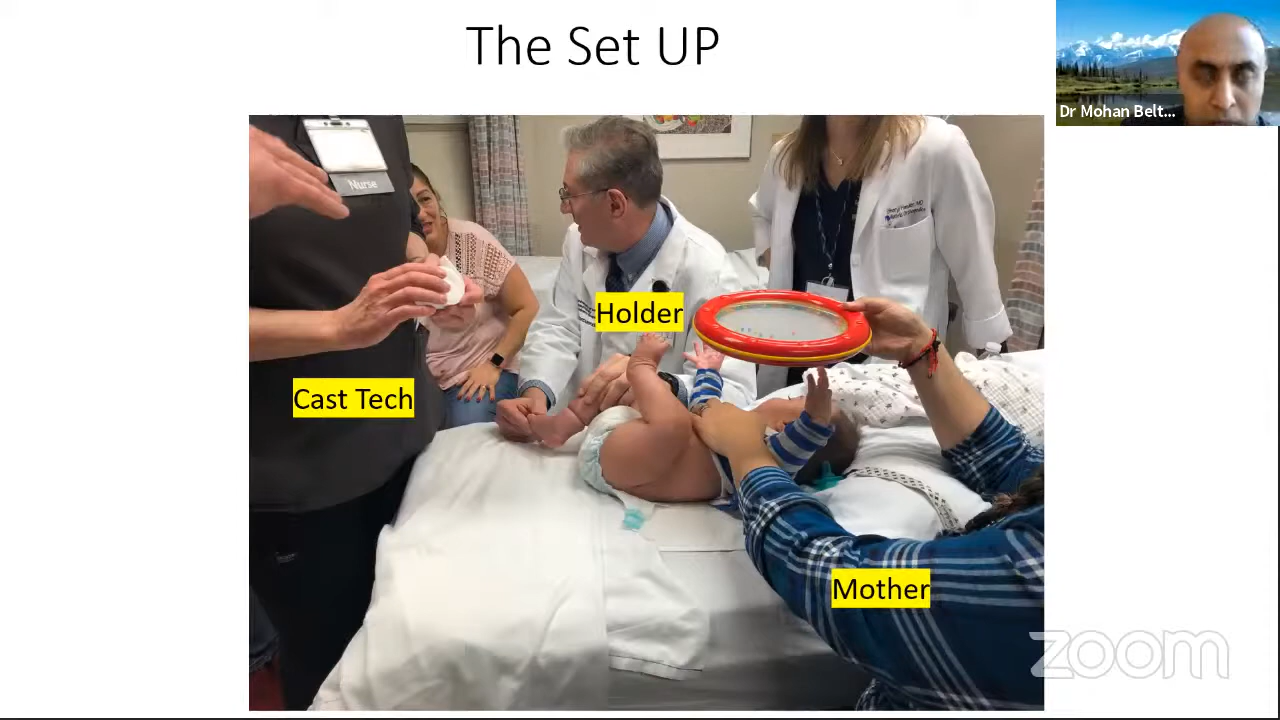 The Set UP
Dr Mohan Belt...
Nurse
Holder
Cast Tech
Mother
zoom